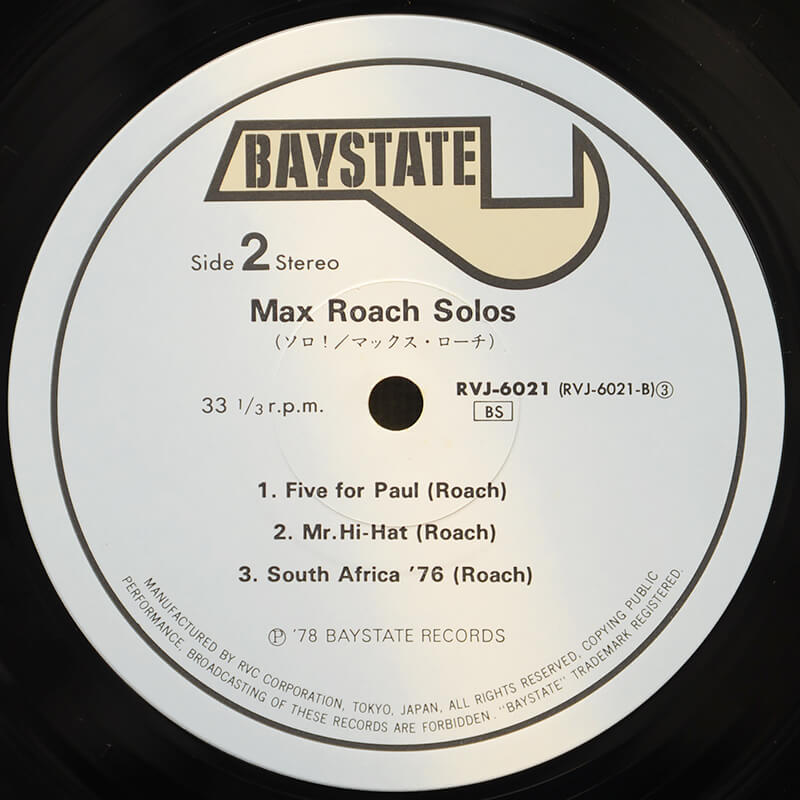 BAYSTATE
Side 2 Stereo
Max Roach Solos
(ソロ!/マックス・ローチ)
33 1/3 r.p.m.
RVJ-6021 (RVJ-6021-B)③
BS
1. Five for Paul (Roach)
2. Mr.Hi-Hat (Roach)
3. South Africa '76 (Roach)
℗ '78 BAYSTATE RECORDS
MANUFACTURED BY RVC CORPORATION, TOKYO, JAPAN, ALL RIGHTS RESERVED, COPYING PUBLIC
PERFORMANCE, BROADCASTING OF THESE RECORDS ARE FORBIDDEN. "BAYSTATE" TRADEMARK REGISTERED.